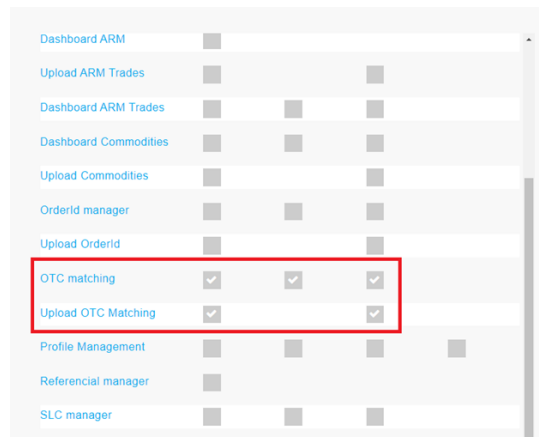 Dashboard ARM
Upload ARM Trades
Dashboard ARM Trades
Dashboard Commodities
Upload Commodities
OrderId manager
Upload OrderId
OTC matching
Upload OTC Matching
Profile Management
Referencial manager
SLC manager